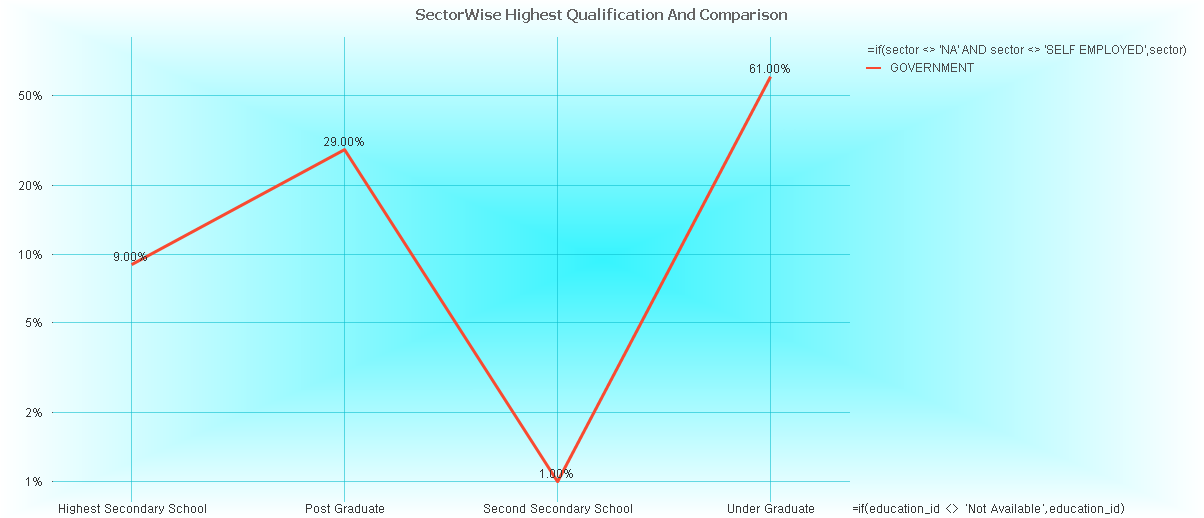 SectorWise Highest Qualification And Comparison
=if(sector <> 'NA' AND sector <> 'SELF EMPLOYED',sector)
GOVERNMENT
61.00%
50%
29.00%
20%
9.00%
10%
5%
2%
1.00%
1%
Highest Secondary School Post Graduate Second Secondary School Under Graduate =if(education_id <> 'Not Available',education_id)